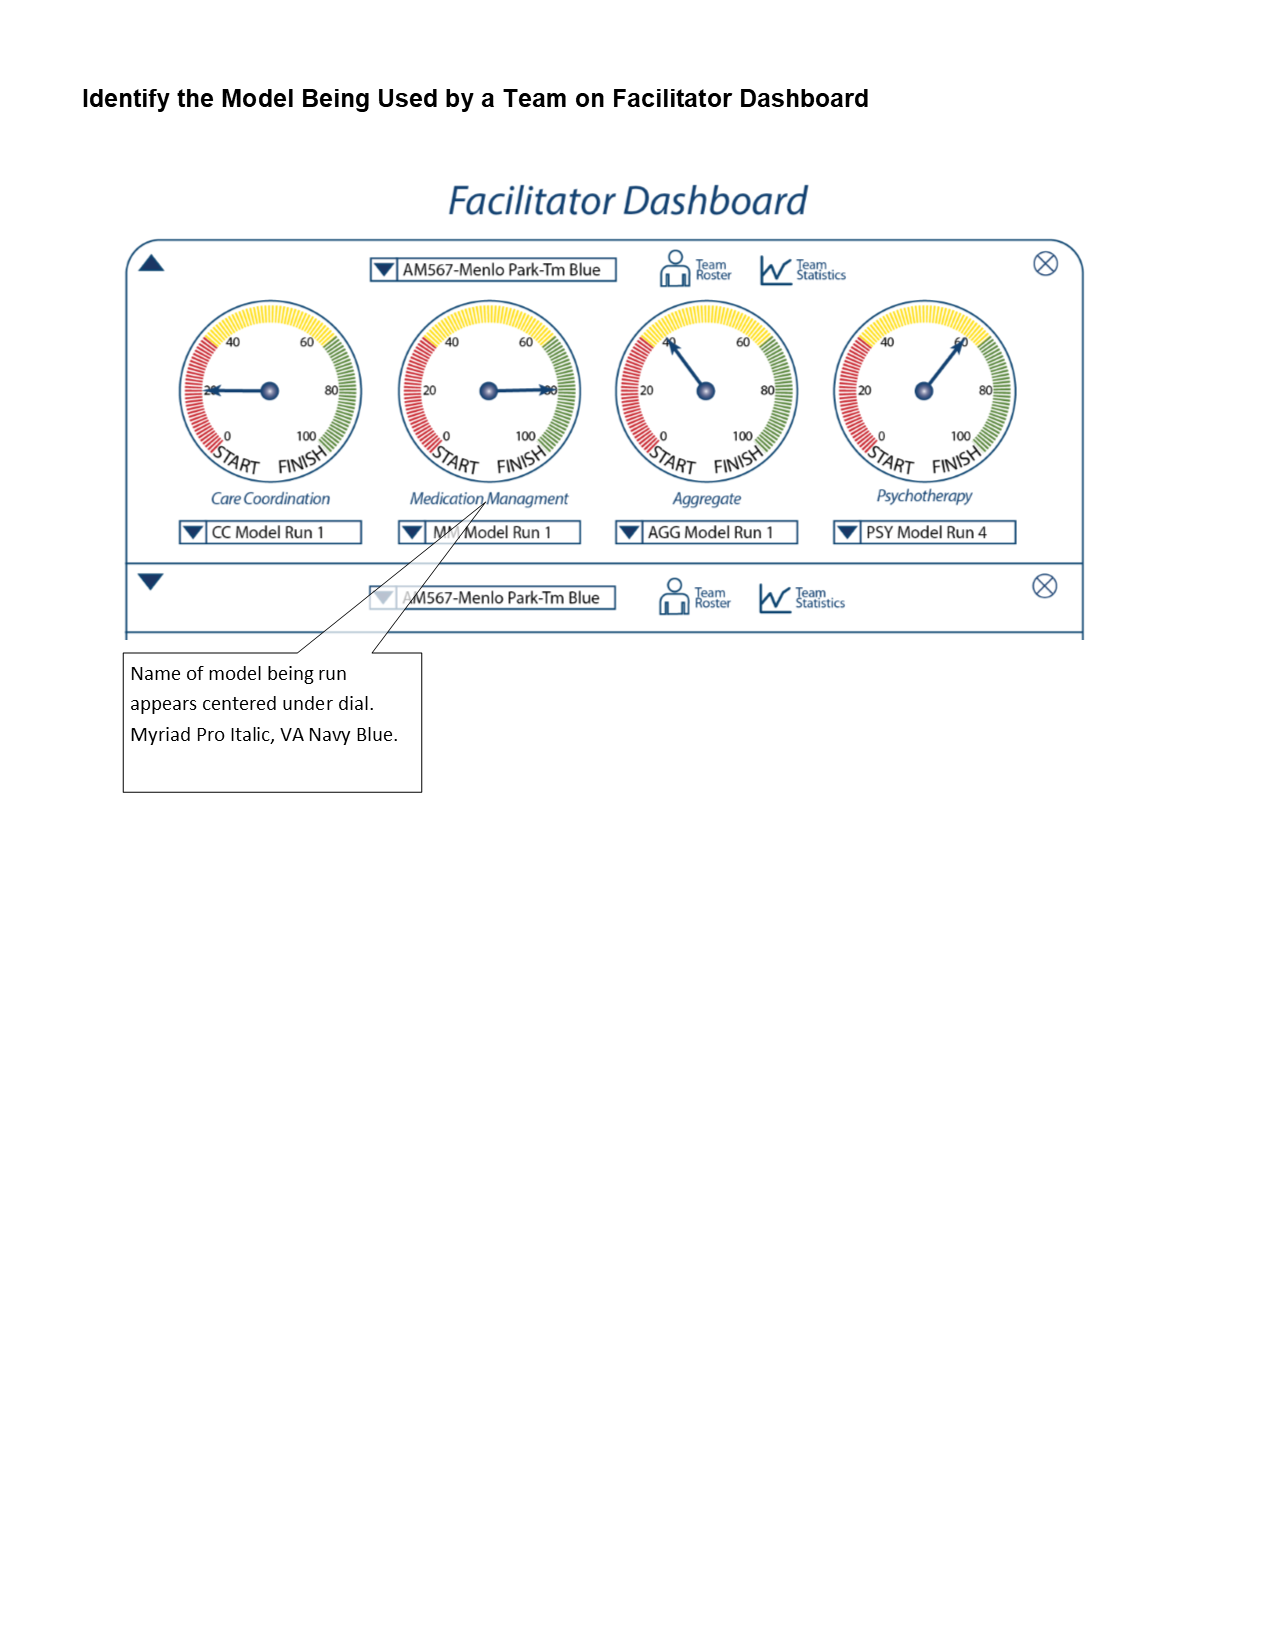 Identify the Model Being Used by a Team on Facilitator Dashboard
Facilitator Dashboard
AM567-Menlo Park-Tm Blue
Team
Roster
Team
Statistics
40 60
20 80
0 100
START FINISH
40 60
20 80
0 100
START FINISH
40 60
20 80
0 100
START FINISH
40 60
20 80
0 100
START FINISH
Care Coordination
Medication Managment
Aggregate
Psychotherapy
CC Model Run 1
MM Model Run 1
AGG Model Run 1
PSY Model Run 4
AM567-Menlo Park-Tm Blue
Team
Roster
Team
Statistics
Name of model being run
appears centered under dial.
Myriad Pro Italic, VA Navy Blue.